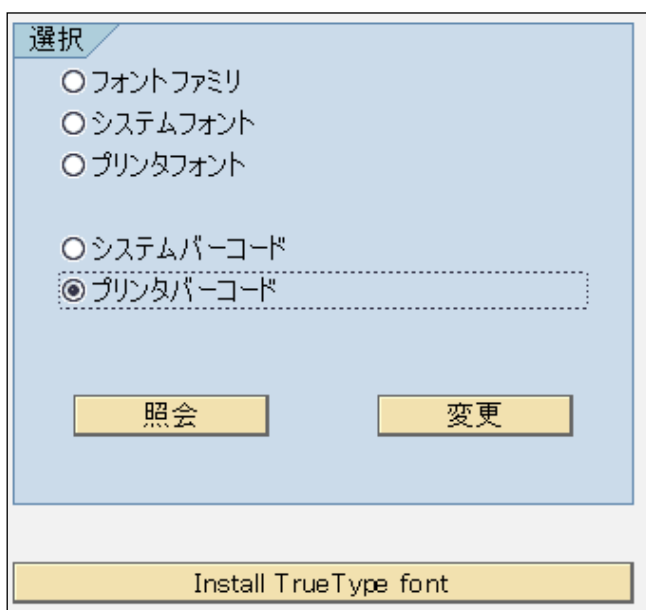 選択
フォントファミリ
システムフォント
プリンタフォント
システムバーコード
プリンタバーコード
照会
変更
Install TrueType font